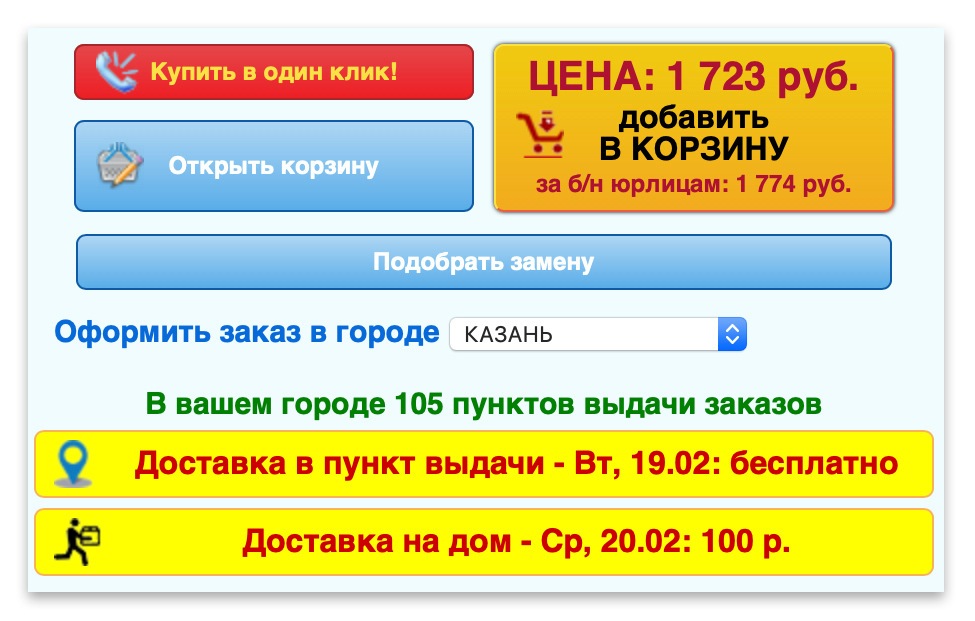 Купить в один клик!
ЦЕНА: 1 723 руб.
добавить
В КОРЗИНУ
за б/н юрлицам: 1 774 руб.
Открыть корзину
Подобрать замену
Оформить заказ в городе КАЗАНЬ
В вашем городе 105 пунктов выдачи заказов
Доставка в пункт выдачи - Вт, 19.02: бесплатно
Доставка на дом - Ср, 20.02: 100 р.